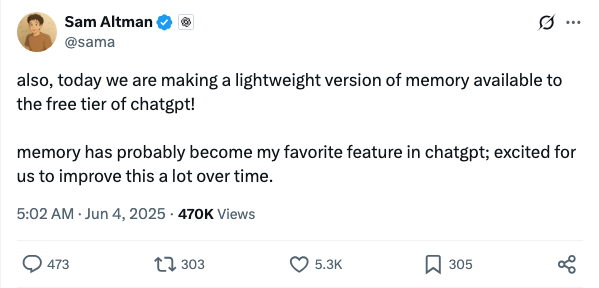 Sam Altman
@sama
also, today we are making a lightweight version of memory available to
the free tier of chatgpt!
memory has probably become my favorite feature in chatgpt; excited for
us to improve this a lot over time.
5:02 AM · Jun 4, 2025 · 470K Views
473 303 5.3K 305